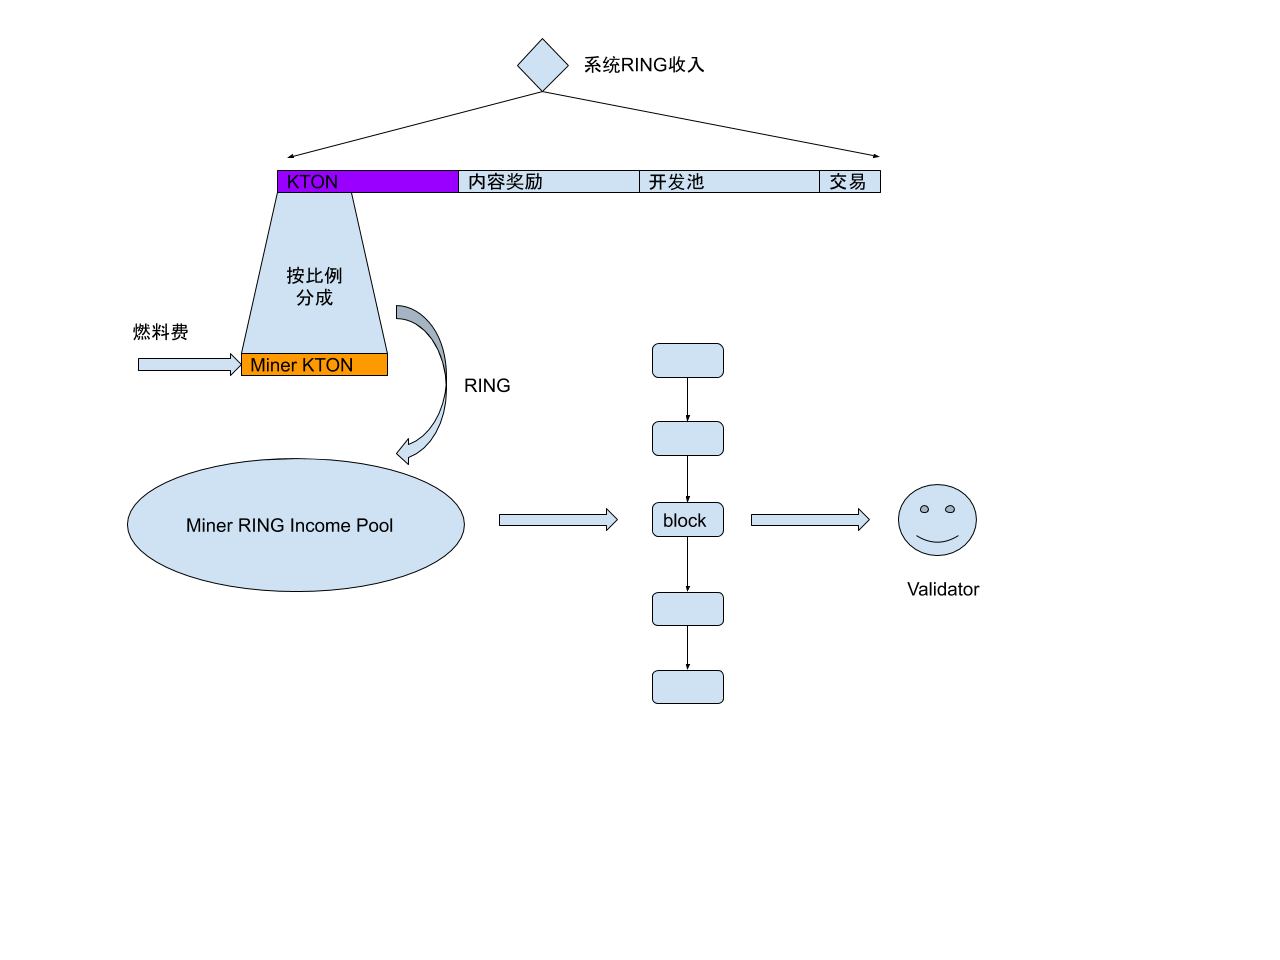 系统RING收入
KTON
内容奖励
开发池
交易
按比例
分成
燃料费
Miner KTON
RING
Miner RING Income Pool
block
Validator